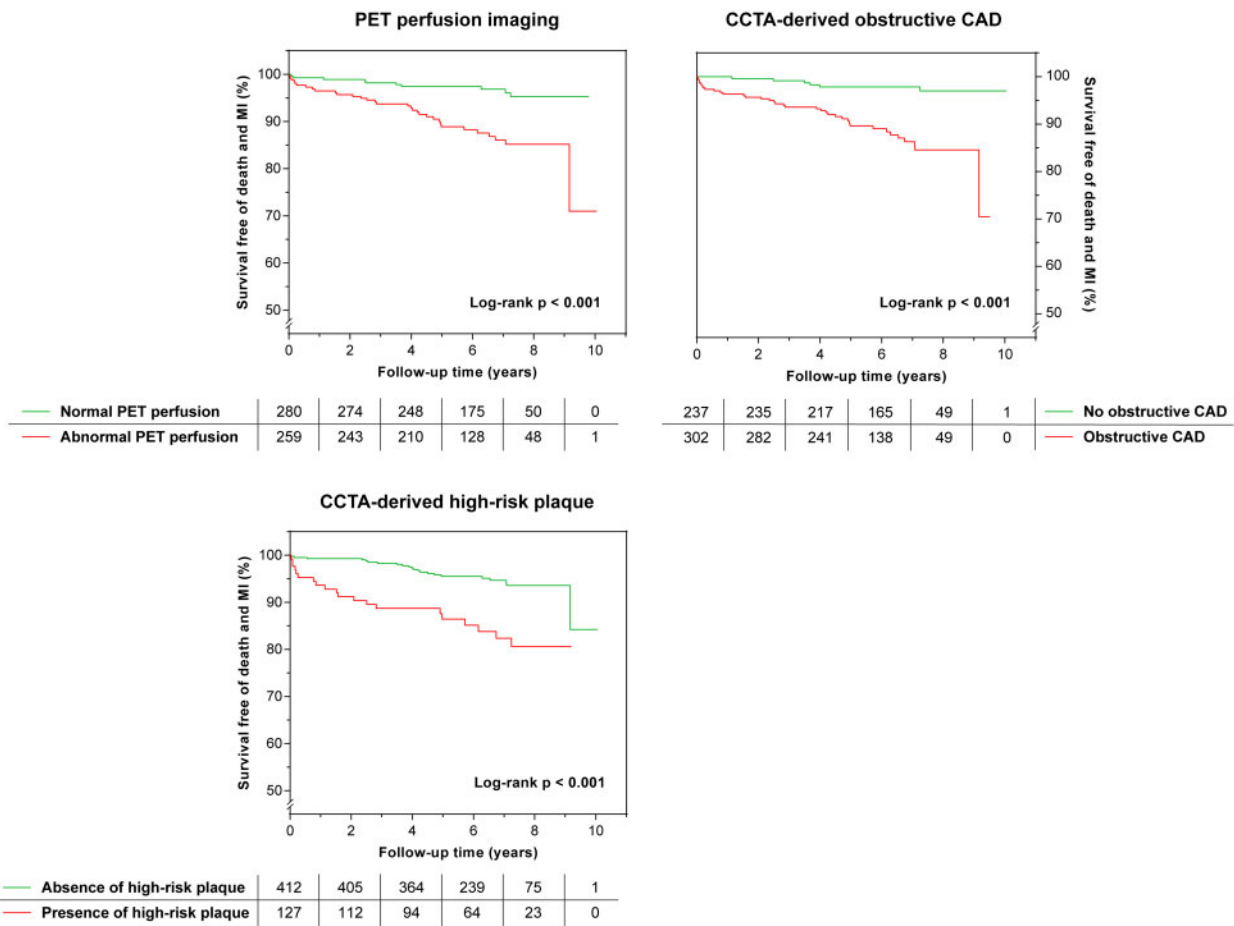 PET perfusion imaging
Survival free of death and MI (%)
100
90
80
70
60
50
Log-rank p < 0.001
0 2 4 6 8 10
Follow-up time (years)
Normal PET perfusion 280 274 248 175 50 0
Abnormal PET perfusion 259 243 210 128 48 1
CCTA-derived obstructive CAD
100
90
80
70
60
50
Survival free of death and MI (%)
Log-rank p < 0.001
0 2 4 6 8 10
Follow-up time (years)
237 235 217 165 49 1 No obstructive CAD
302 282 241 138 49 0 Obstructive CAD
CCTA-derived high-risk plaque
Survival free of death and MI (%)
100
90
80
70
60
50
Log-rank p < 0.001
0 2 4 6 8 10
Follow-up time (years)
Absence of high-risk plaque 412 405 364 239 75 1
Presence of high-risk plaque 127 112 94 64 23 0